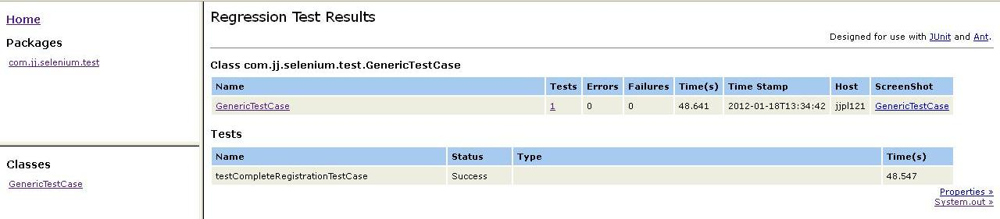 Home
Packages
com.jj.selenium.test
Classes
GenericTestCase
Regression Test Results
Designed for use with JUnit and Ant.
Class com.jj.selenium.test.GenericTestCase
Name Tests Errors Failures Time(s) Time Stamp Host ScreenShot
GenericTestCase 1 0 0 48.641 2012-01-18T13:34:42 jjpl121 GenericTestCase
Tests
Name Status Type Time(s)
testCompleteRegistrationTestCase Success 48.547
Properties »
System.out »